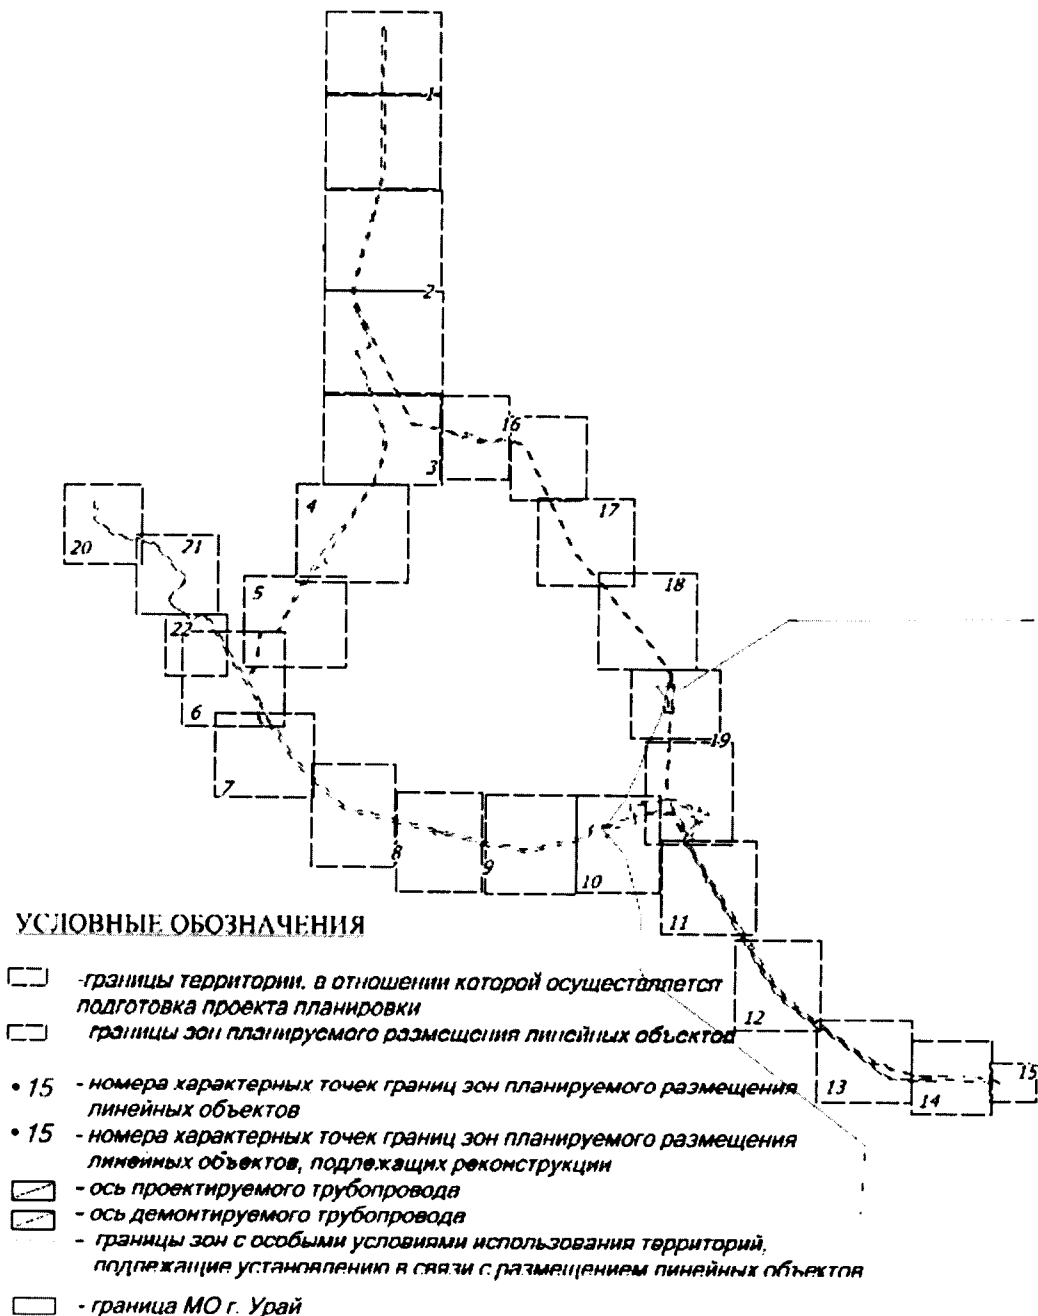 1
2
16
3
4
17
20
21
5
18
22
6
19
7
8
9
10
11
УСЛОВНЫЕ ОБОЗНАЧЕНИЯ
-границы территории. в отношении которой осуществляется
подготовка проекта планировки
границы зон планируемого размещения линейных объектов
12
15
13
14
• 15 - номера характерных точек границ зон планируемого размещения
линейных объектов
• 15 - номера характерных точек границ зон планируемого размещения
линейных объектов, подлежащих реконструкции
- ось проектируемого трубопровода
- ось демонтируемого трубопровода
- границы зон с особыми условиями использования территорий,
подлежащие установлению в связи с размещением линейных объектов
- граница МО г. Урай